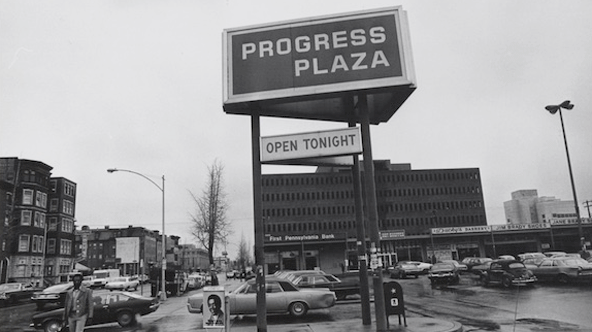 PROGRESS
PLAZA
OPEN TONIGHT
First Pennsylvania Bank